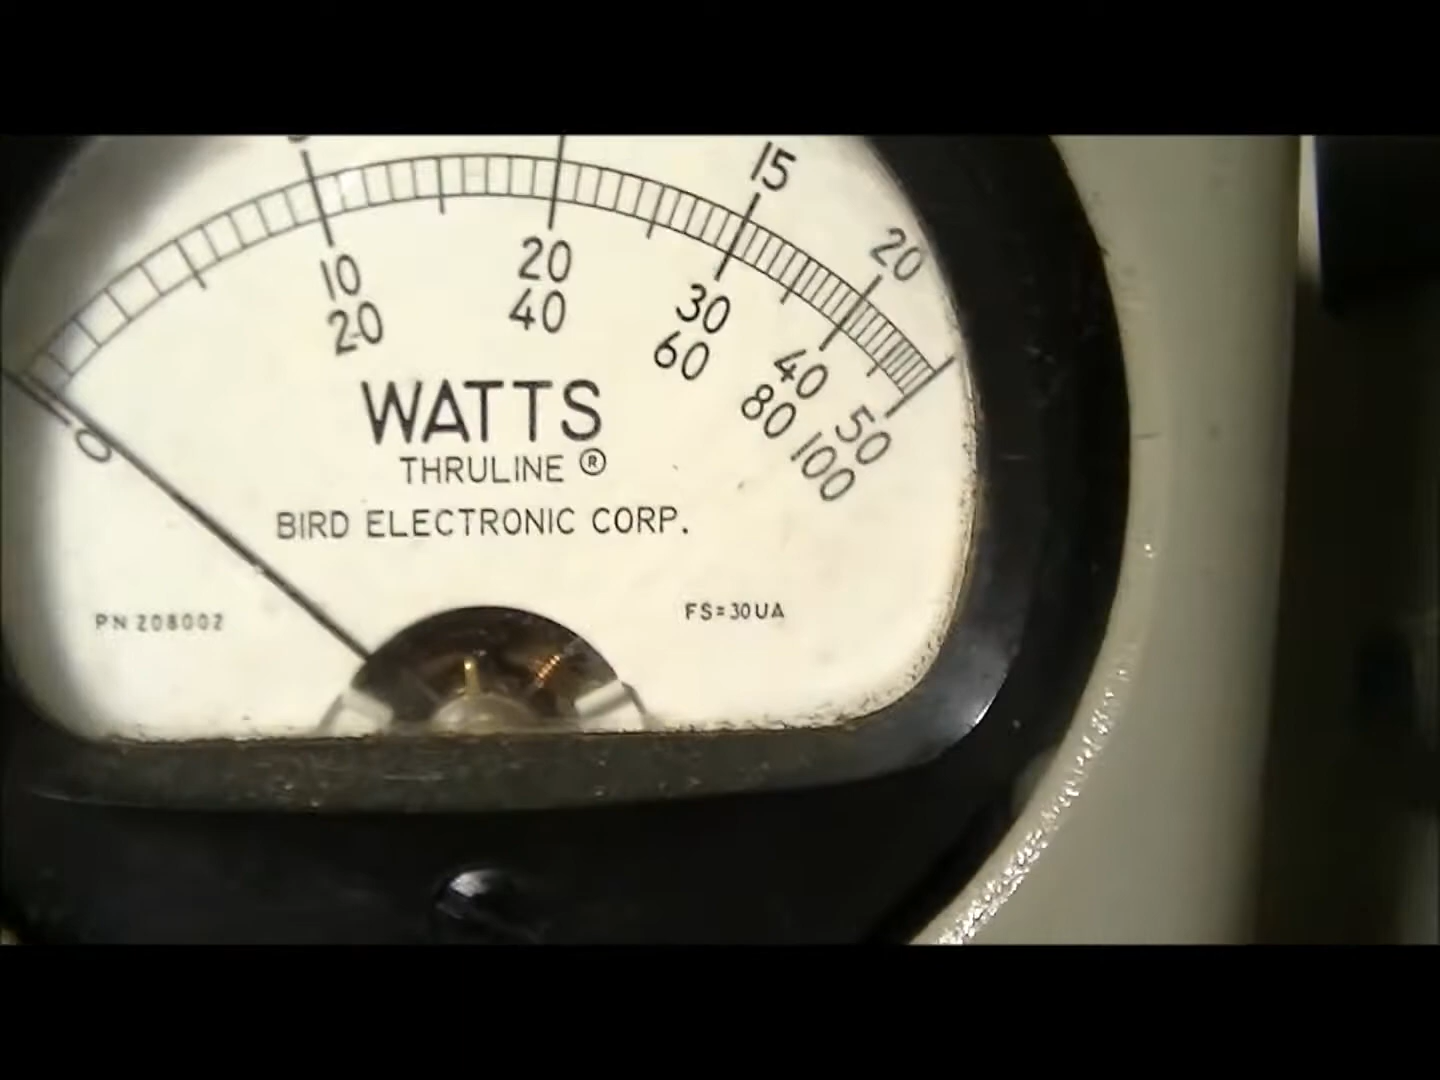 15
20
0
10 20 30 40 50
20 40 60 80 100
WATTS
THRULINE ®
BIRD ELECTRONIC CORP.
PN 208002
FS=30UA